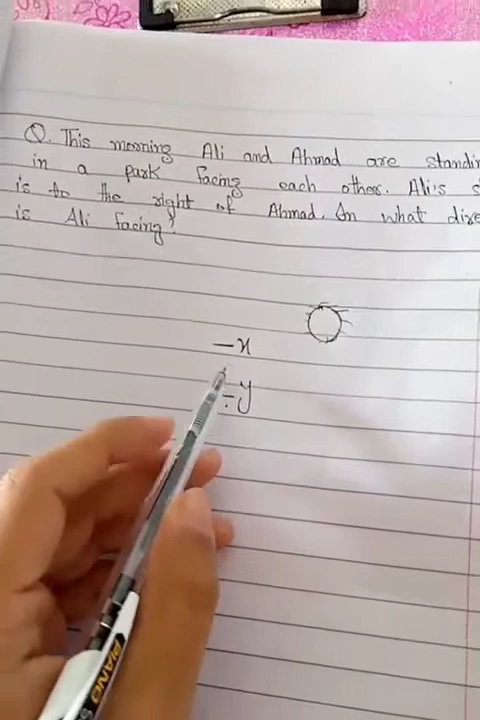 Q. This morning Ali and Ahmad are standin
in a park facing each other. Ali's s
is to the right of Ahmad. In what dire
is Ali facing?
-x
÷y
PIANO